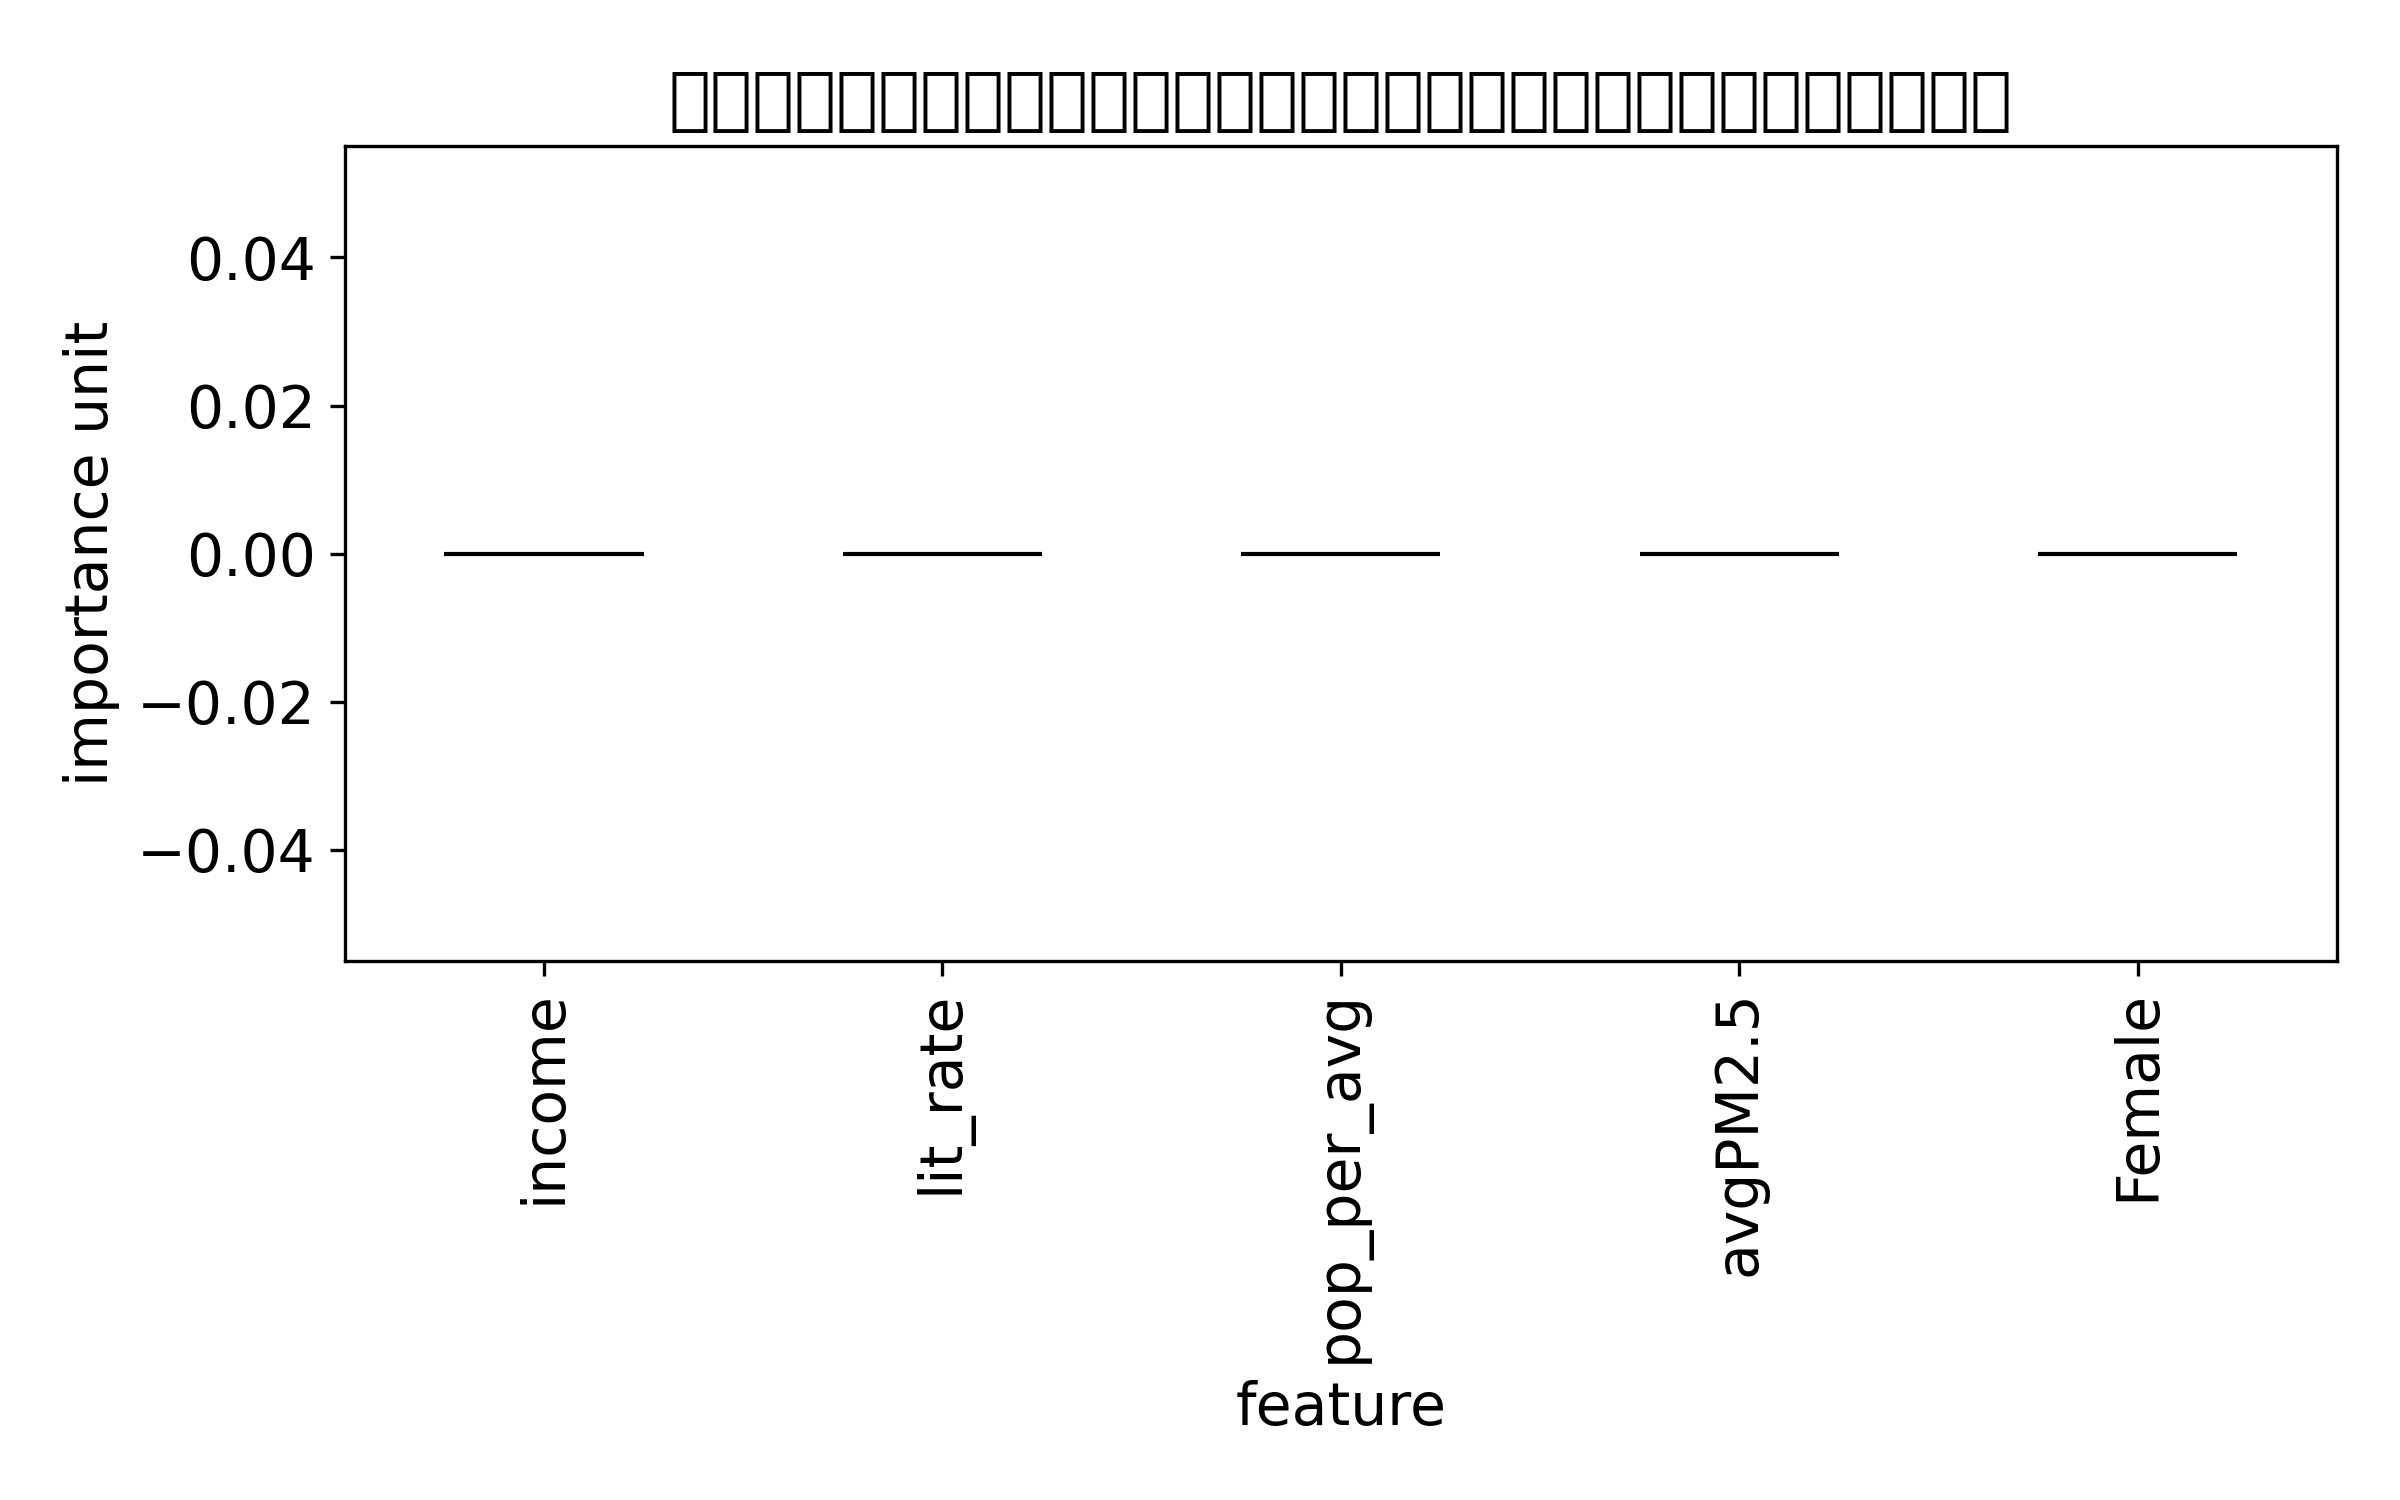 importance unit
0.04
0.02
0.00
−0.02
−0.04
income
lit_rate
pop_per_avg
avgPM2.5
Female
feature